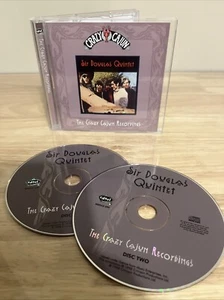 CRAZY CAJUN
Sir Douglas Quintet
The Crazy Cajun Recordings
Sir Douglas
Quintet
The Crazy Cajun Recordings
DISC
Sir Douglas
Quintet
The Crazy Cajun Recordings
DISC TWO